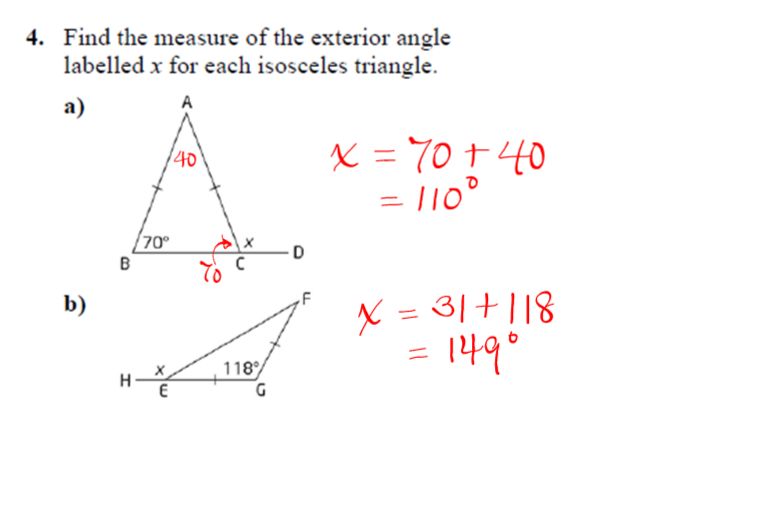 4. Find the measure of the exterior angle
labelled x for each isosceles triangle.
a)
A
40
x = 70 + 40
= 110°
70°
x
D
B
70
C
b)
F
x = 31 + 118
= 149°
x
118°
H
E
G